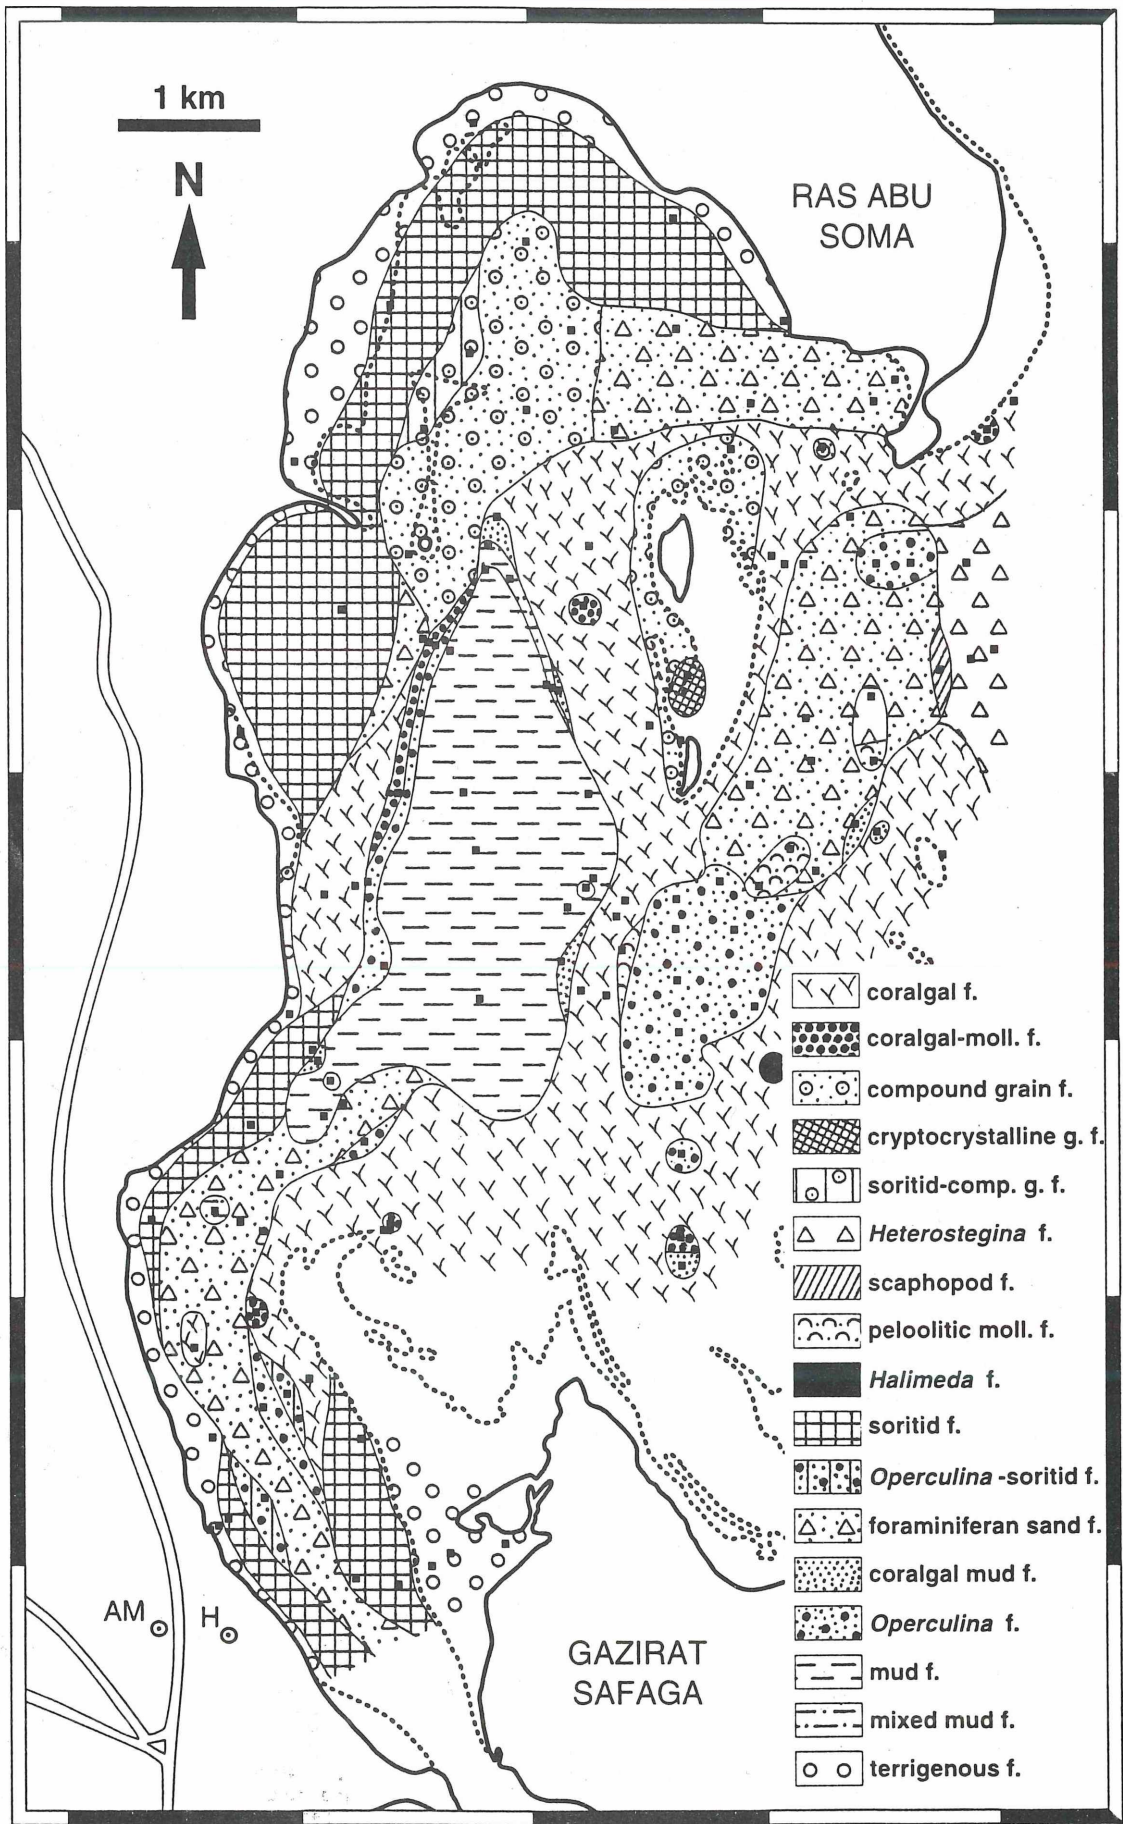 1 km
N
RAS ABU
SOMA
coralgal f.
coralgal-moll. f.
compound grain f.
cryptocrystalline g. f.
soritid-comp. g. f.
Heterostegina f.
scaphopod f.
peloolitic moll. f.
Halimeda f.
soritid f.
Operculina -soritid f.
foraminiferan sand f.
coralgal mud f.
Operculina f.
mud f.
mixed mud f.
terrigenous f.
AM
H
GAZIRAT
SAFAGA